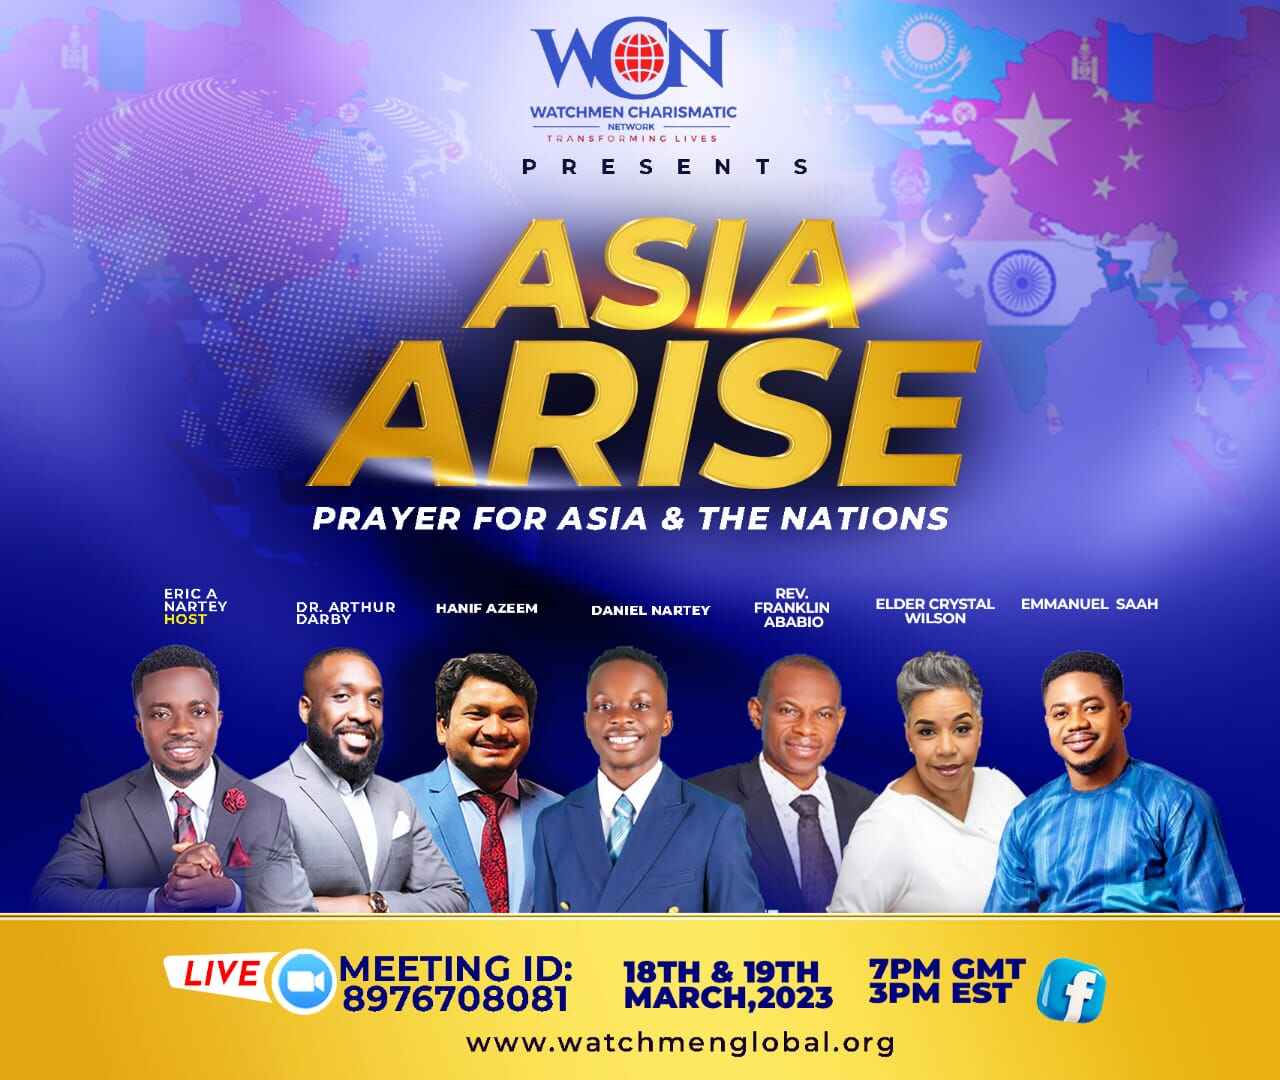 WCN
WATCHMEN CHARISMATIC
NETWORK
TRANSFORMING LIVES
PRESENTS
ASIA
ARISE
PRAYER FOR ASIA & THE NATIONS
ERIC A
NARTEY
HOST
DR. ARTHUR
DARBY
HANIF AZEEM
DANIEL NARTEY
REV.
FRANKLIN
ABABIO
ELDER CRYSTAL
WILSON
EMMANUEL SAAH
LIVE
MEETING ID:
8976708081
18TH & 19TH
MARCH,2023
7PM GMT
3PM EST
f
www.watchmenglobal.org